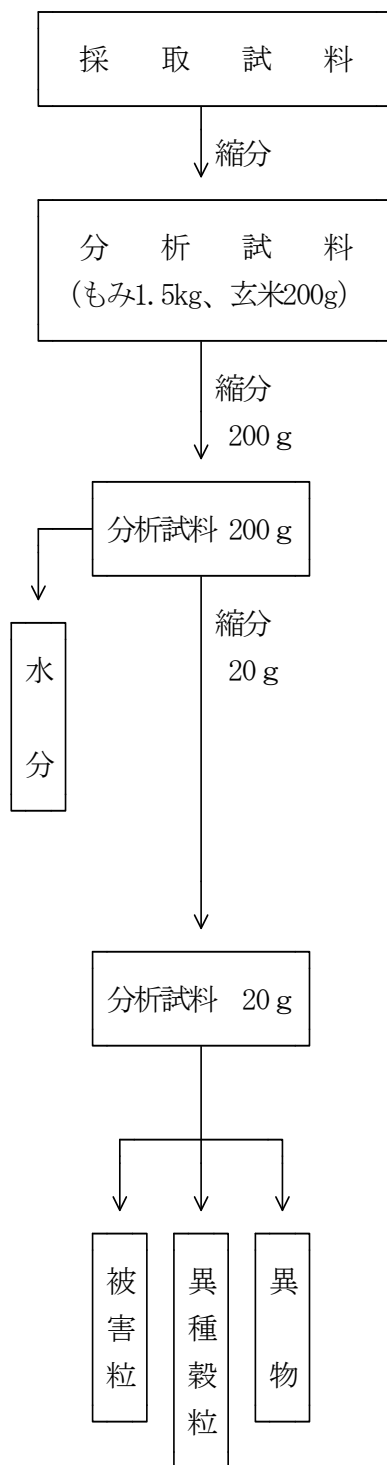 採取試料
縮分
分析試料
(もみ1.5kg、玄米200g)
縮分
200g
分析試料 200g
縮分
20g
水分
分析試料 20g
被害粒
異種穀粒
異物